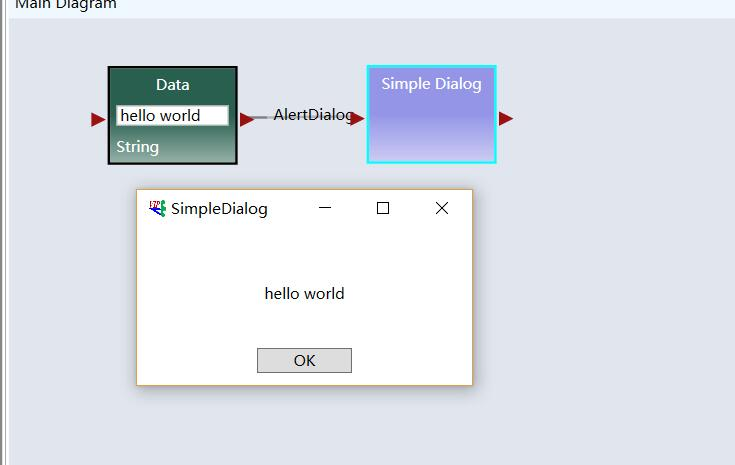 Main Diagram
Data
hello world
String
AlertDialog
Simple Dialog
SimpleDialog
hello world
OK